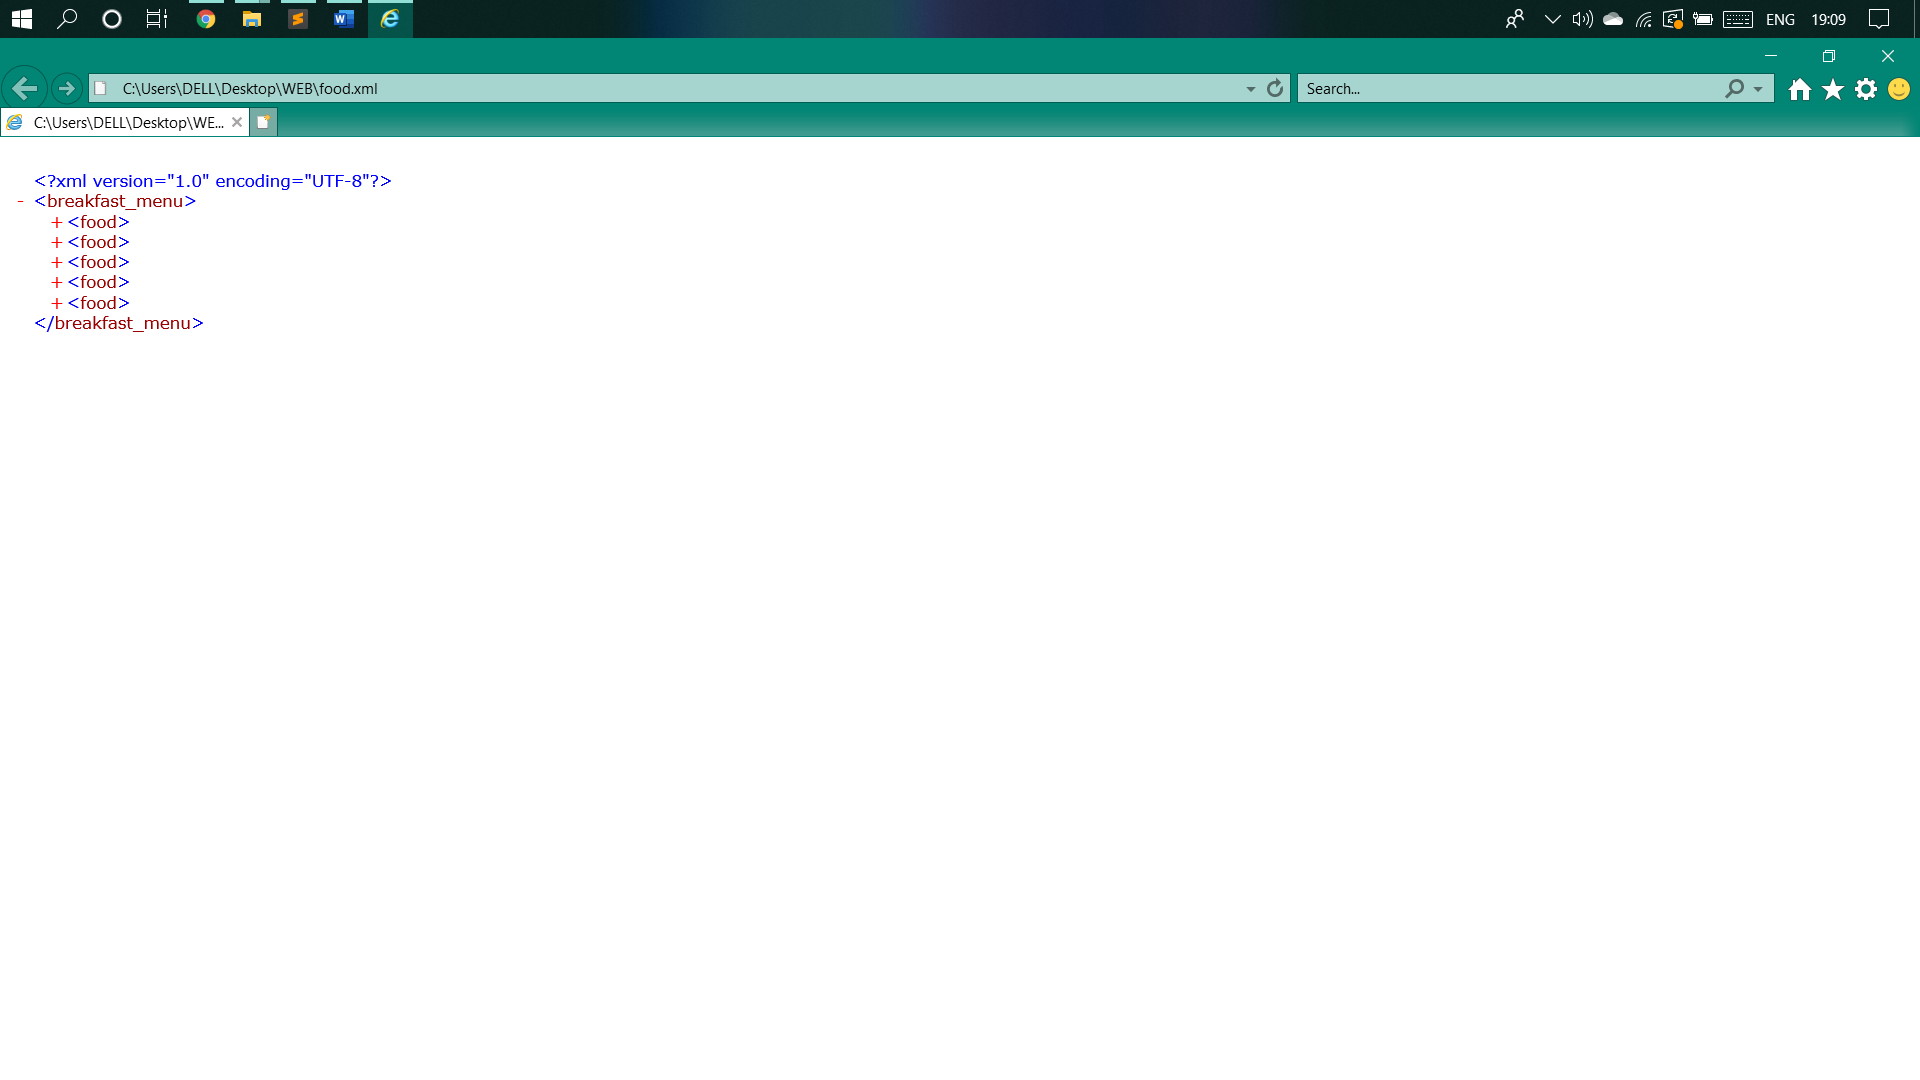 ENG 19:09
C:\Users\DELL\Desktop\WEB\food.xml
Search...
C:\Users\DELL\Desktop\WE...
<?xml version="1.0" encoding="UTF-8"?>
- <breakfast_menu>
+ <food>
+ <food>
+ <food>
+ <food>
+ <food>
</breakfast_menu>